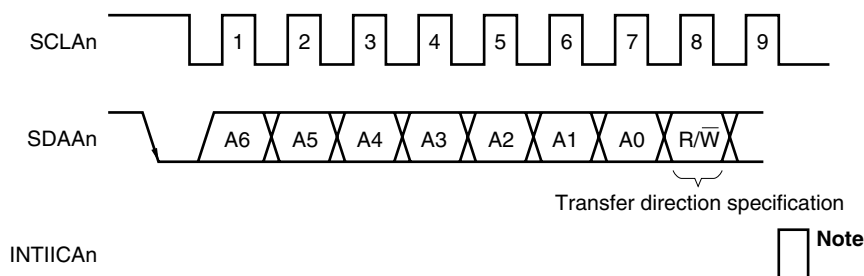 SCLAn 1 2 3 4 5 6 7 8 9
SDAAn A6 A5 A4 A3 A2 A1 A0 R/W̅
Transfer direction specification
INTIICAn Note